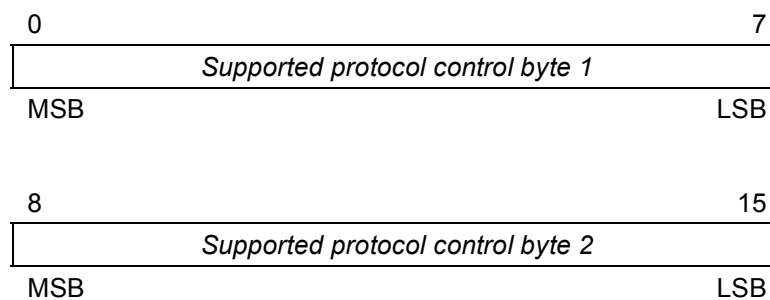 0 7
Supported protocol control byte 1
MSB LSB
8 15
Supported protocol control byte 2
MSB LSB